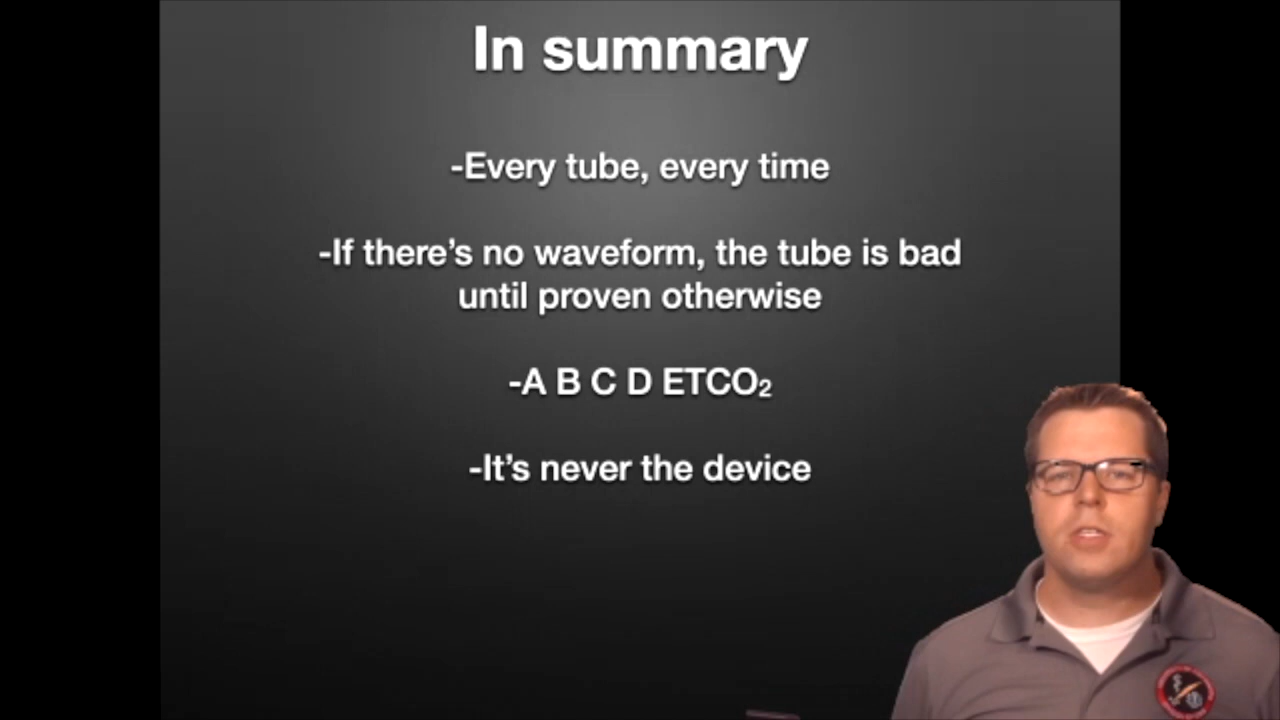 In summary
-Every tube, every time
-If there's no waveform, the tube is bad
until proven otherwise
-A B C D ETCO₂
-It's never the device